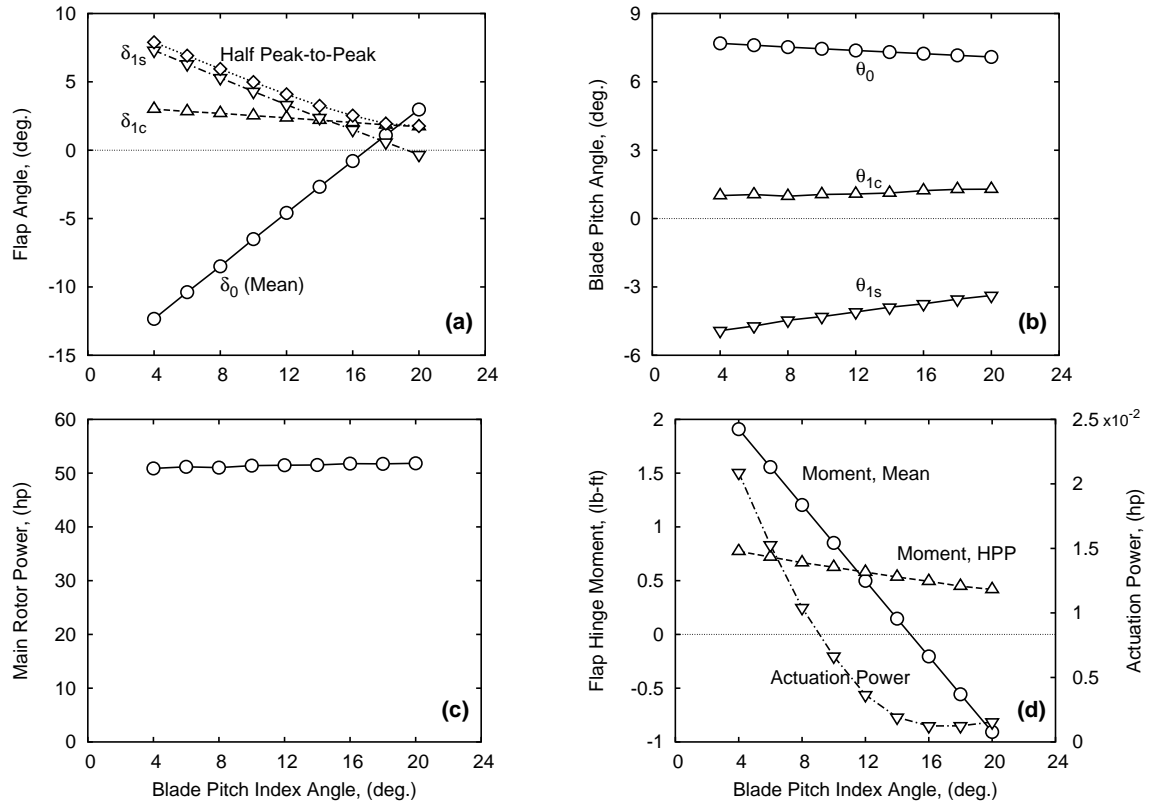 10
5
0
-5
-10
-15
0 4 8 12 16 20 24
Flap Angle, (deg.)
δ1s
δ1c
Half Peak-to-Peak
δ0 (Mean)
(a)
9
6
3
0
-3
-6
0 4 8 12 16 20 24
Blade Pitch Angle, (deg.)
θ0
θ1c
θ1s
(b)
60
50
40
30
20
10
0
0 4 8 12 16 20 24
Main Rotor Power, (hp)
Blade Pitch Index Angle, (deg.)
(c)
2
1.5
1
0.5
0
-0.5
-1
0 4 8 12 16 20 24
Flap Hinge Moment, (lb-ft)
Blade Pitch Index Angle, (deg.)
Moment, Mean
Moment, HPP
Actuation Power
(d)
2.5 x10-2
2
1.5
1
0.5
0
Actuation Power, (hp)